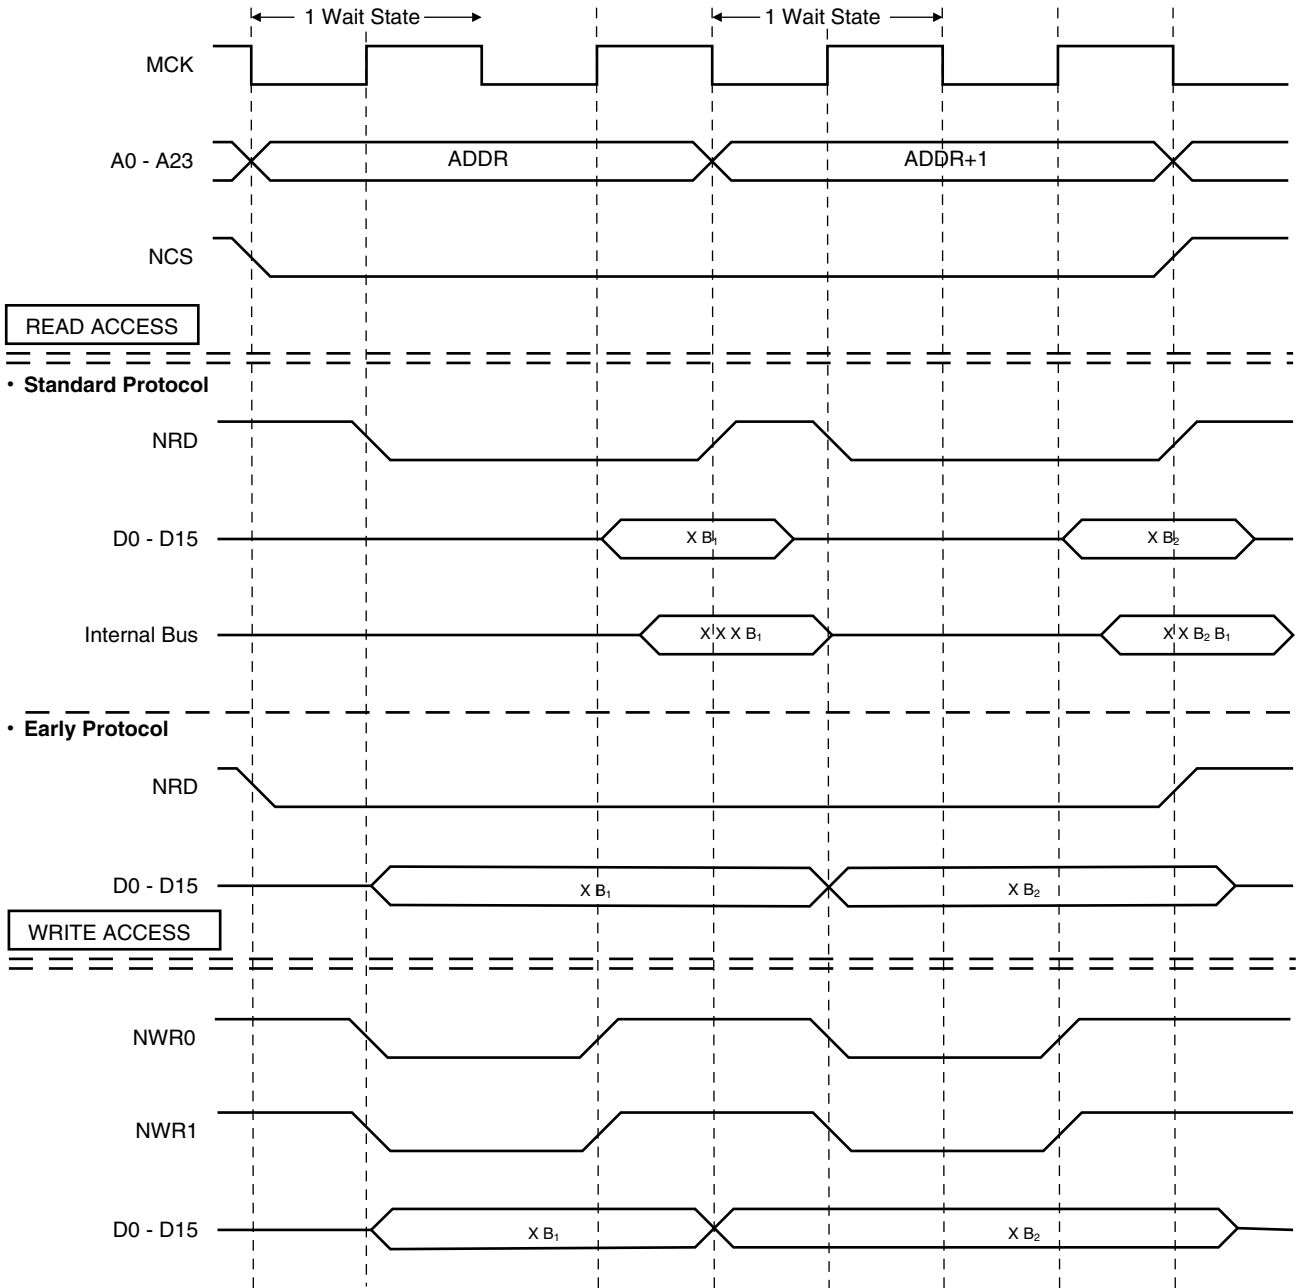 1 Wait State 1 Wait State
MCK
A0 - A23 ADDR ADDR+1
NCS
READ ACCESS
• Standard Protocol
NRD
D0 - D15 X B₁ X B₂
Internal Bus X X X B₁ X X B₂ B₁
• Early Protocol
NRD
D0 - D15 X B₁ X B₂
WRITE ACCESS
NWR0
NWR1
D0 - D15 X B₁ X B₂